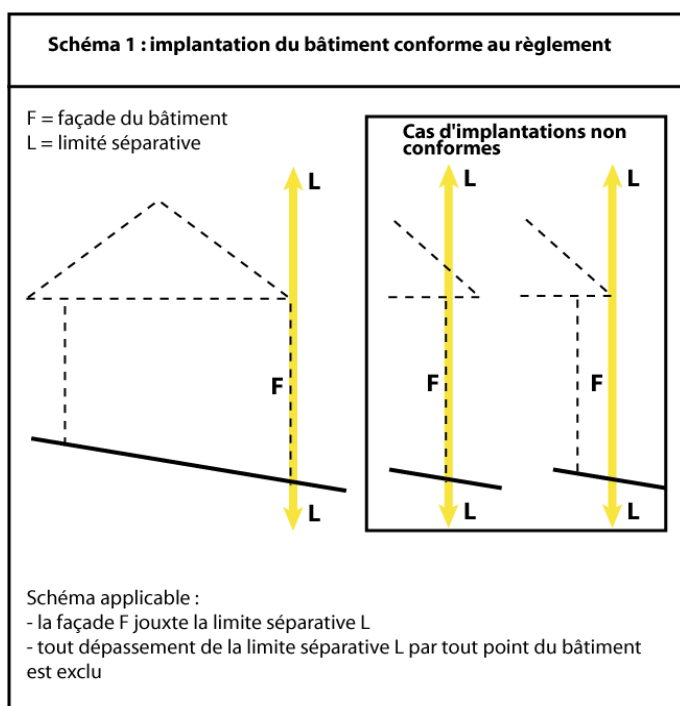 Schéma 1 : implantation du bâtiment conforme au règlement
F = façade du bâtiment
L = limité séparative
L
F
L
Cas d'implantations non
conformes
L
L
F
F
L
L
Schéma applicable :
- la façade F jouxte la limite séparative L
- tout dépassement de la limite séparative L par tout point du bâtiment
est exclu